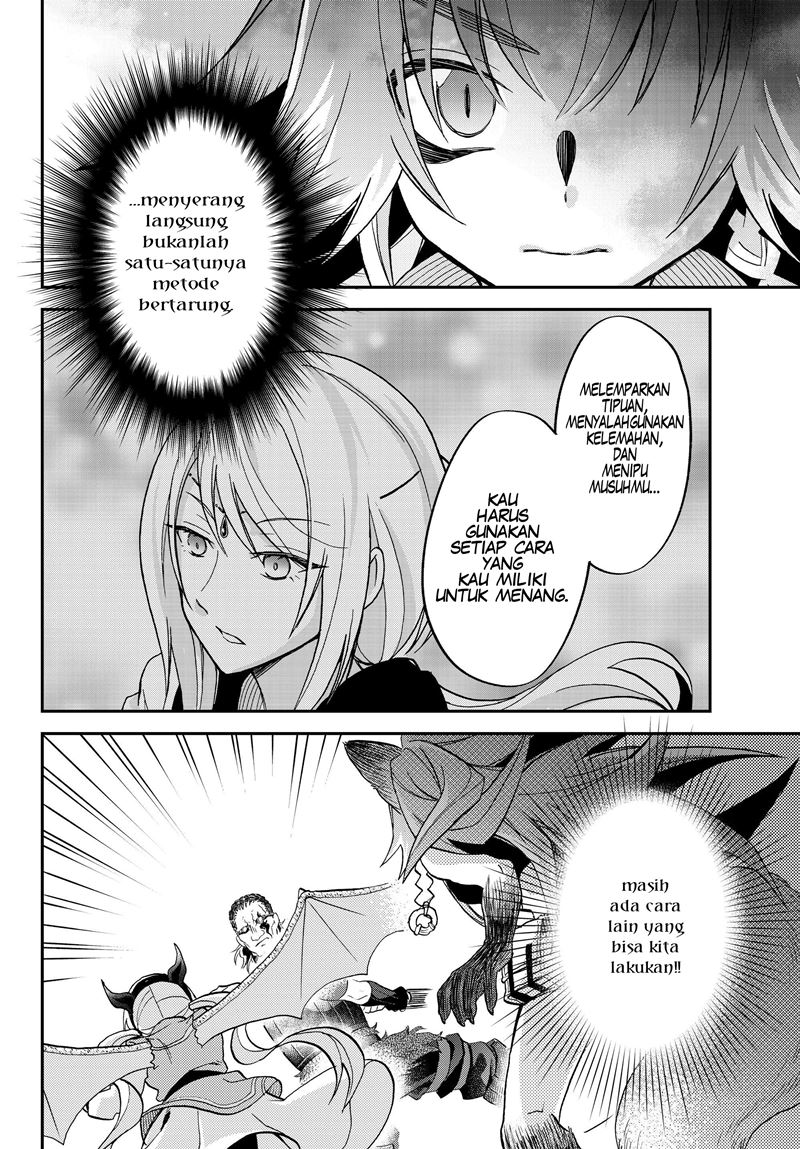 ...menyerang
langsung
bukanlah
satu-satunya
metode
bertarung.
MELEMPARKAN
TIPUAN,
MENYALAHGUNAKAN
KELEMAHAN,
DAN
MENIPU
MUSUHMU...
KAU
HARUS
GUNAKAN
SETIAP CARA
YANG
KAU MILIKI
UNTUK MENANG.
masih
ada cara
lain yang
bisa kita
lakukan!!